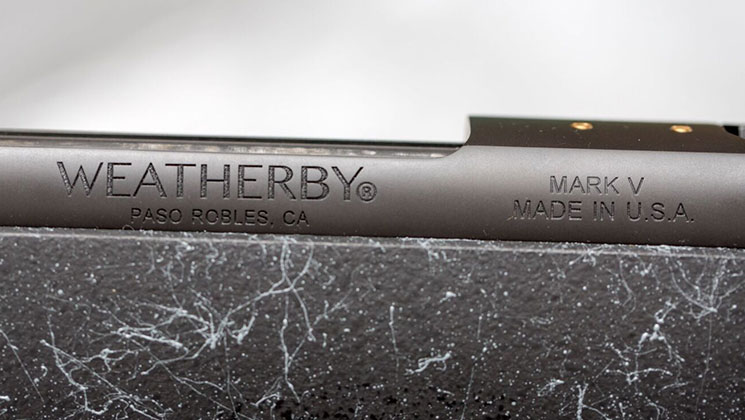 WEATHERBY®
PASO ROBLES, CA
MARK V
MADE IN U.S.A.